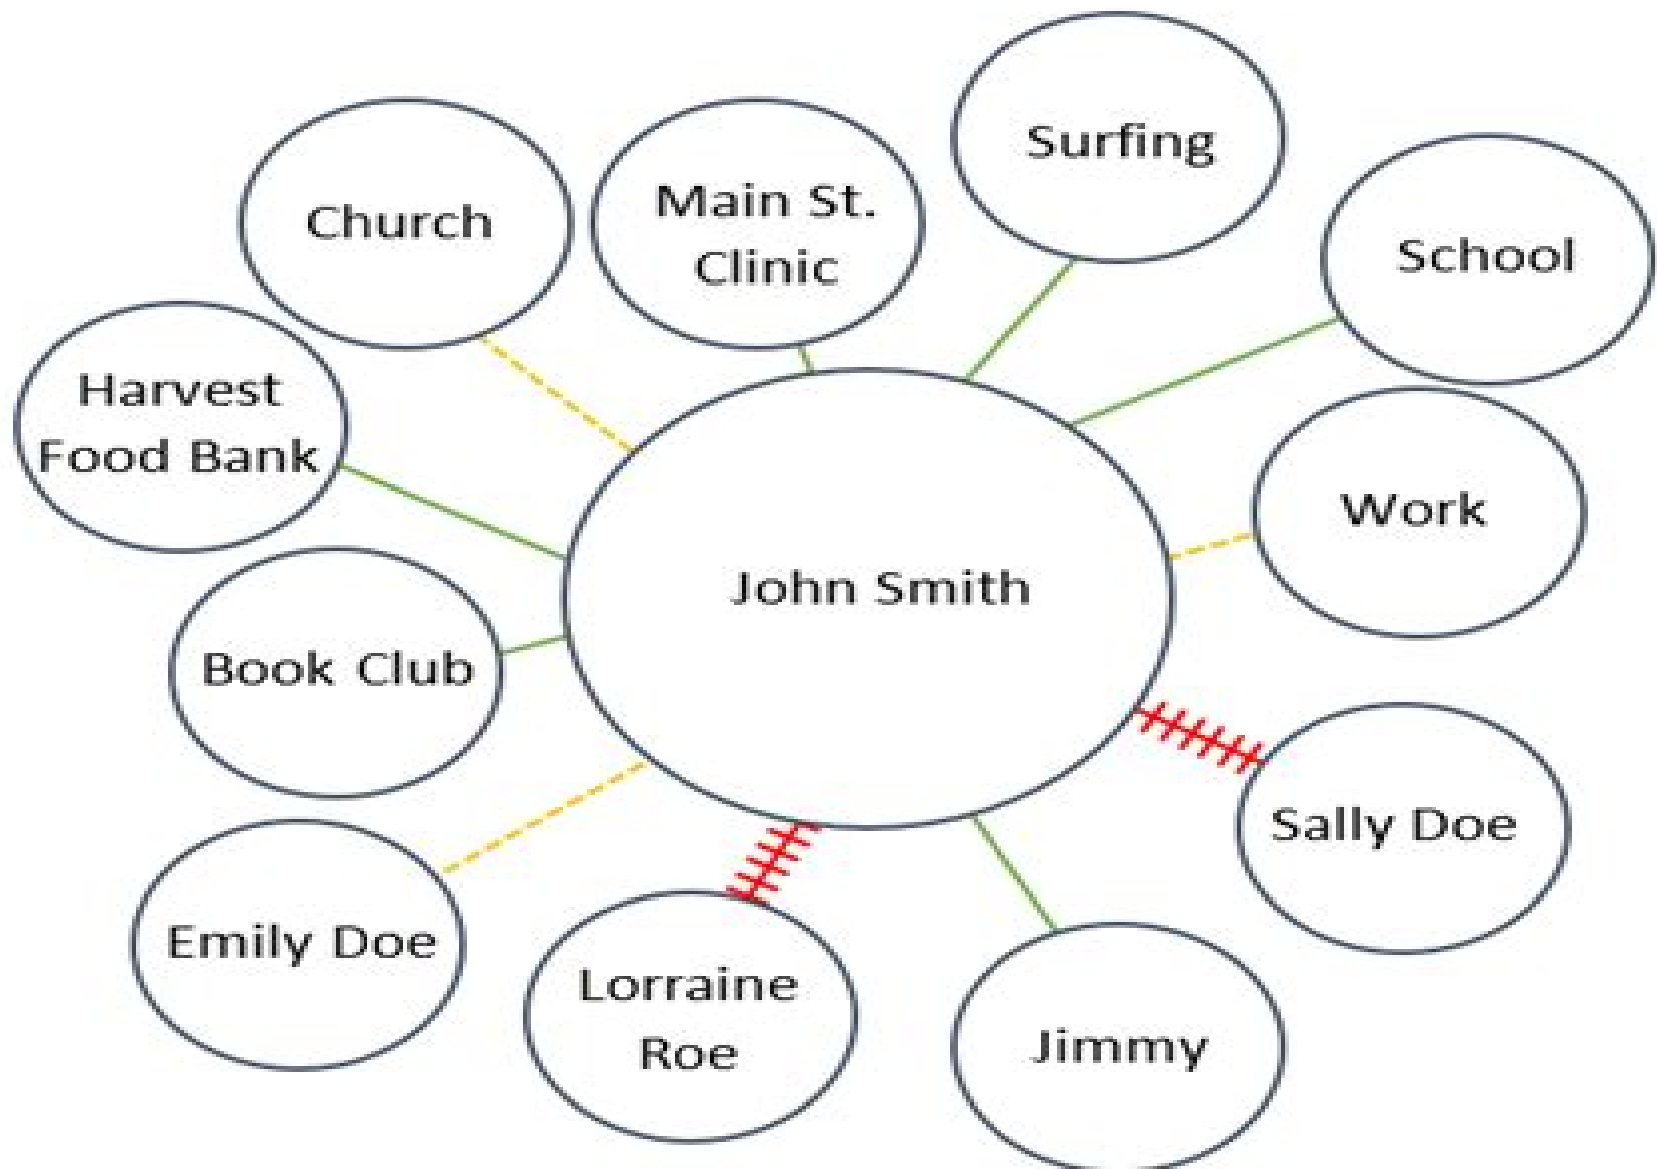 Surfing
Church
Main St.
Clinic
School
Harvest
Food Bank
Work
John Smith
Book Club
Sally Doe
Emily Doe
Lorraine
Roe
Jimmy